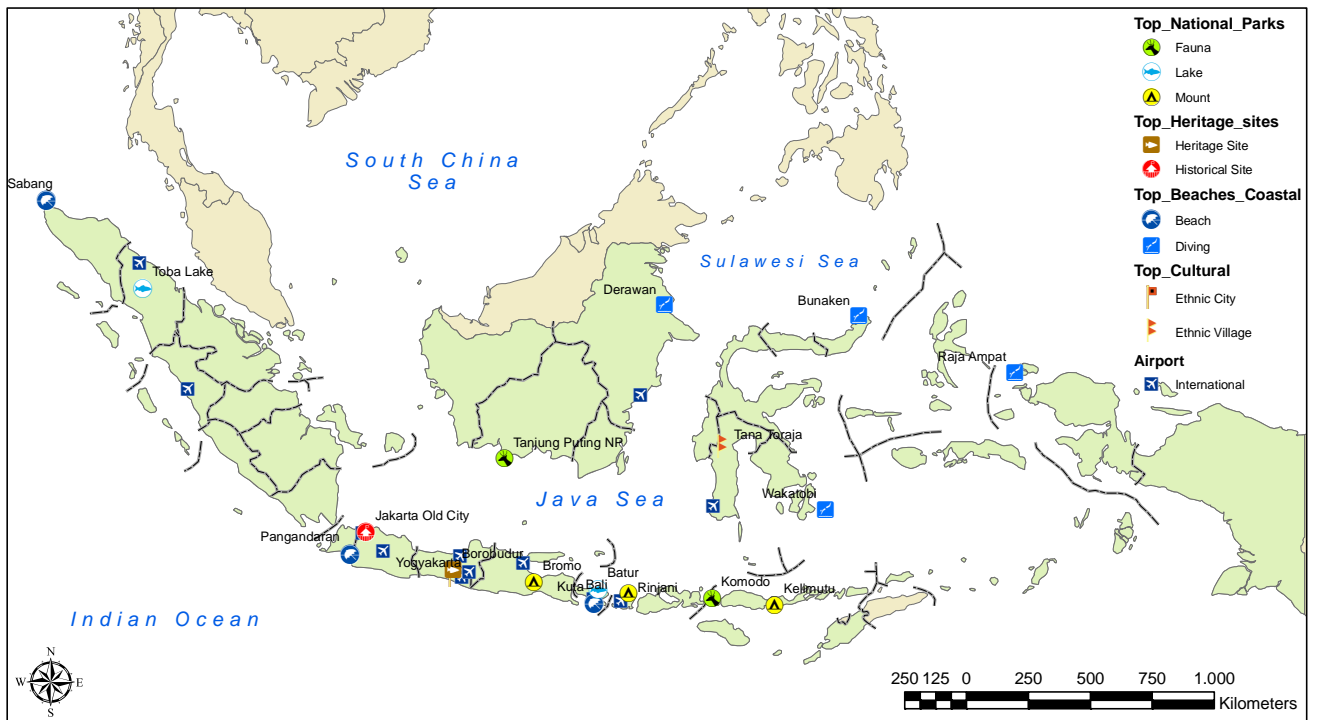 Top_National_Parks
Fauna
Lake
Mount
Top_Heritage_sites
Heritage Site
Historical Site
Top_Beaches_Coastal
Beach
Diving
Top_Cultural
Ethnic City
Ethnic Village
Airport
International
South China
Sea
Sabang
Toba Lake
Sulawesi Sea
Derawan
Bunaken
Raja Ampat
Tanjung Puting NP
Tana Toraja
Java Sea
Wakatobi
Jakarta Old City
Pangandaran
Yogyakarta
Borobudur
Bromo
Batur
Kuta
Bali
Rinjani
Komodo
Kelimutu
Indian Ocean
N
W E
S
250 125 0 250 500 750 1.000
Kilometers